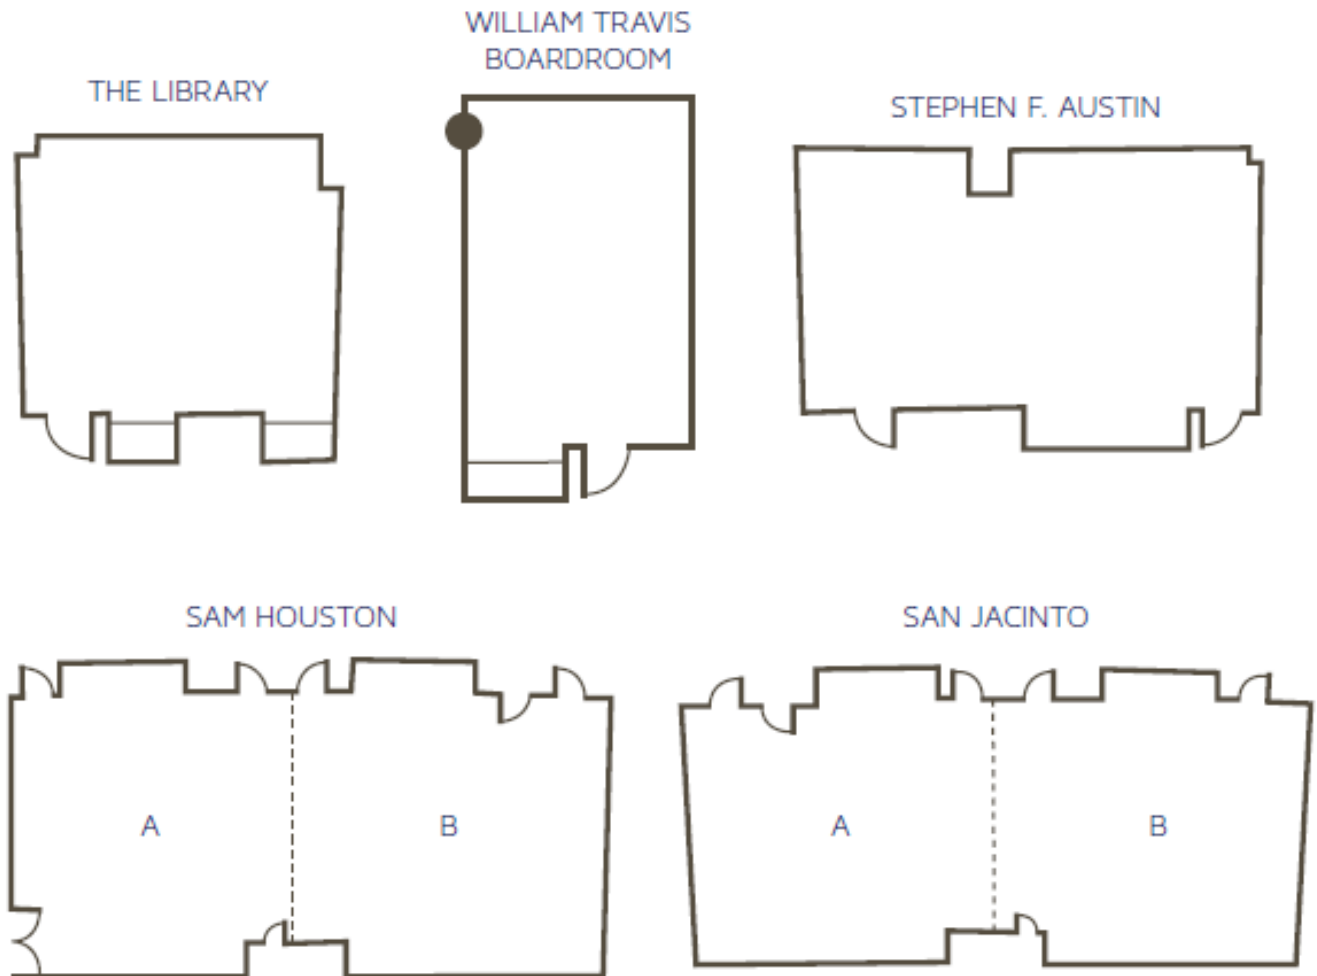 WILLIAM TRAVIS
BOARDROOM
THE LIBRARY
STEPHEN F. AUSTIN
SAM HOUSTON
SAN JACINTO
A
B
A
B